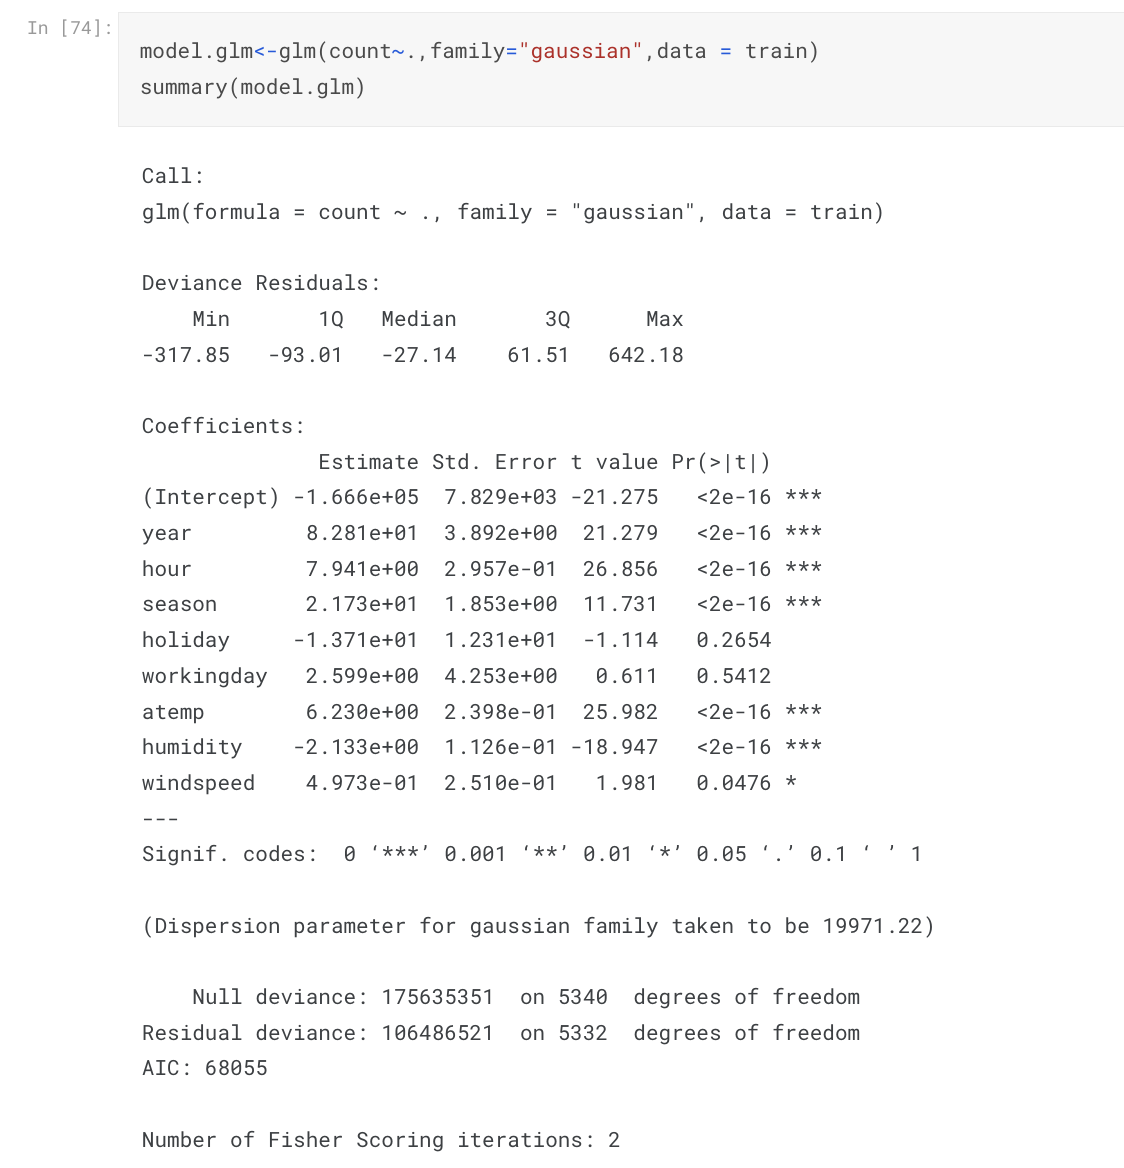 In [74]:
model.glm<-glm(count~.,family="gaussian",data = train)
summary(model.glm)
Call:
glm(formula = count ~ ., family = "gaussian", data = train)
Deviance Residuals:
    Min       1Q   Median       3Q      Max
-317.85   -93.01   -27.14    61.51   642.18
Coefficients:
              Estimate Std. Error t value Pr(>|t|)
(Intercept) -1.666e+05  7.829e+03 -21.275   <2e-16 ***
year         8.281e+01  3.892e+00  21.279   <2e-16 ***
hour         7.941e+00  2.957e-01  26.856   <2e-16 ***
season       2.173e+01  1.853e+00  11.731   <2e-16 ***
holiday     -1.371e+01  1.231e+01  -1.114   0.2654
workingday   2.599e+00  4.253e+00   0.611   0.5412
atemp        6.230e+00  2.398e-01  25.982   <2e-16 ***
humidity    -2.133e+00  1.126e-01 -18.947   <2e-16 ***
windspeed    4.973e-01  2.510e-01   1.981   0.0476 *
---
Signif. codes:  0 ‘***’ 0.001 ‘**’ 0.01 ‘*’ 0.05 ‘.’ 0.1 ‘ ’ 1
(Dispersion parameter for gaussian family taken to be 19971.22)
    Null deviance: 175635351  on 5340  degrees of freedom
Residual deviance: 106486521  on 5332  degrees of freedom
AIC: 68055
Number of Fisher Scoring iterations: 2